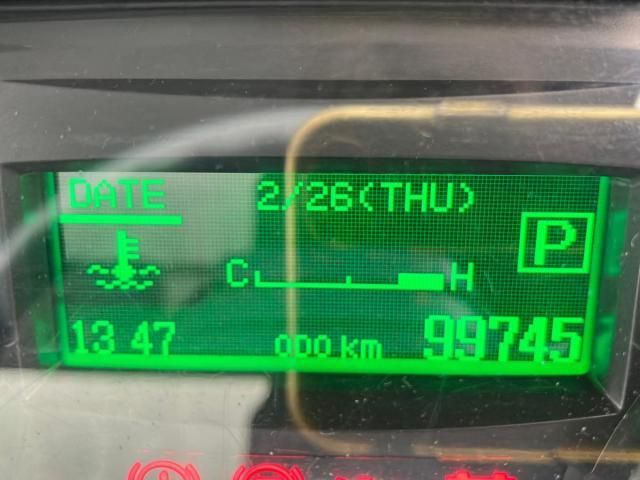 DATE 2/26(THU)
P
C H
13 47 000 km 99745